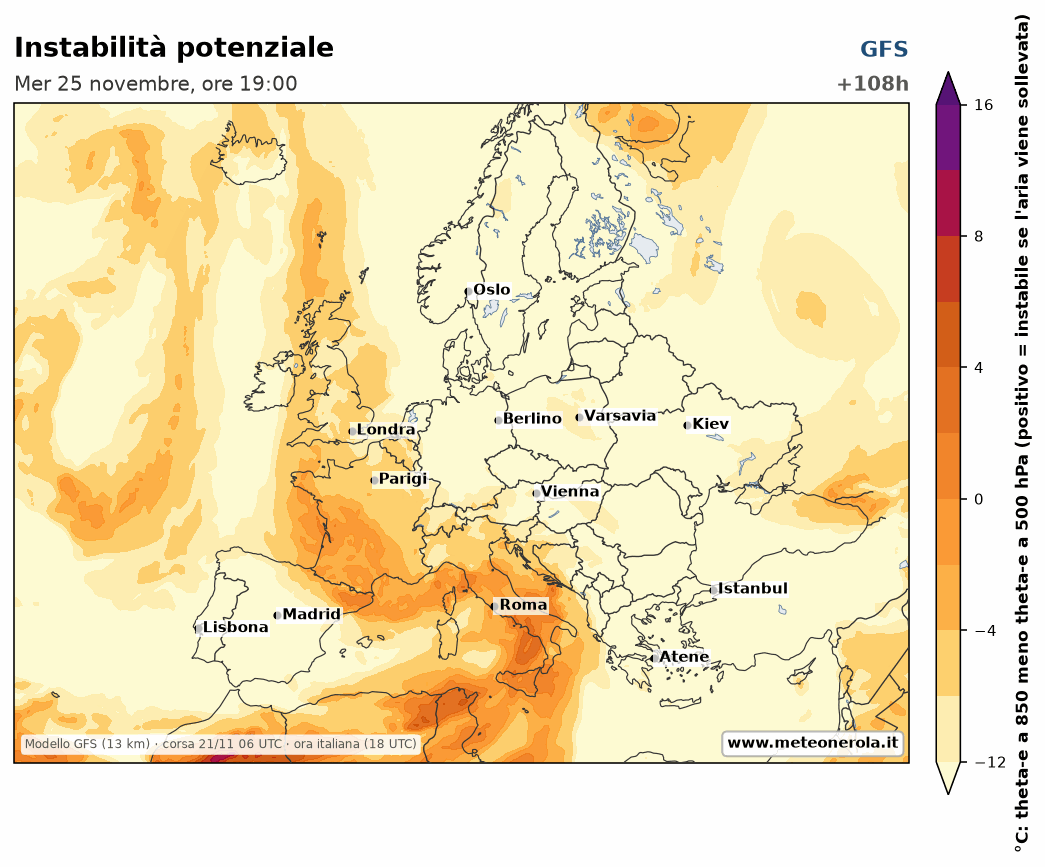 Instabilità potenziale
GFS
Mer 25 novembre, ore 19:00
+108h
Oslo
Berlino
Varsavia
Kiev
Londra
Parigi
Vienna
Istanbul
Roma
Madrid
Lisbona
Atene
Modello GFS (13 km) · corsa 21/11 06 UTC · ora italiana (18 UTC)
www.meteonerola.it
16
8
4
0
−4
−12
°C: theta-e a 850 meno theta-e a 500 hPa (positivo = instabile se l'aria viene sollevata)